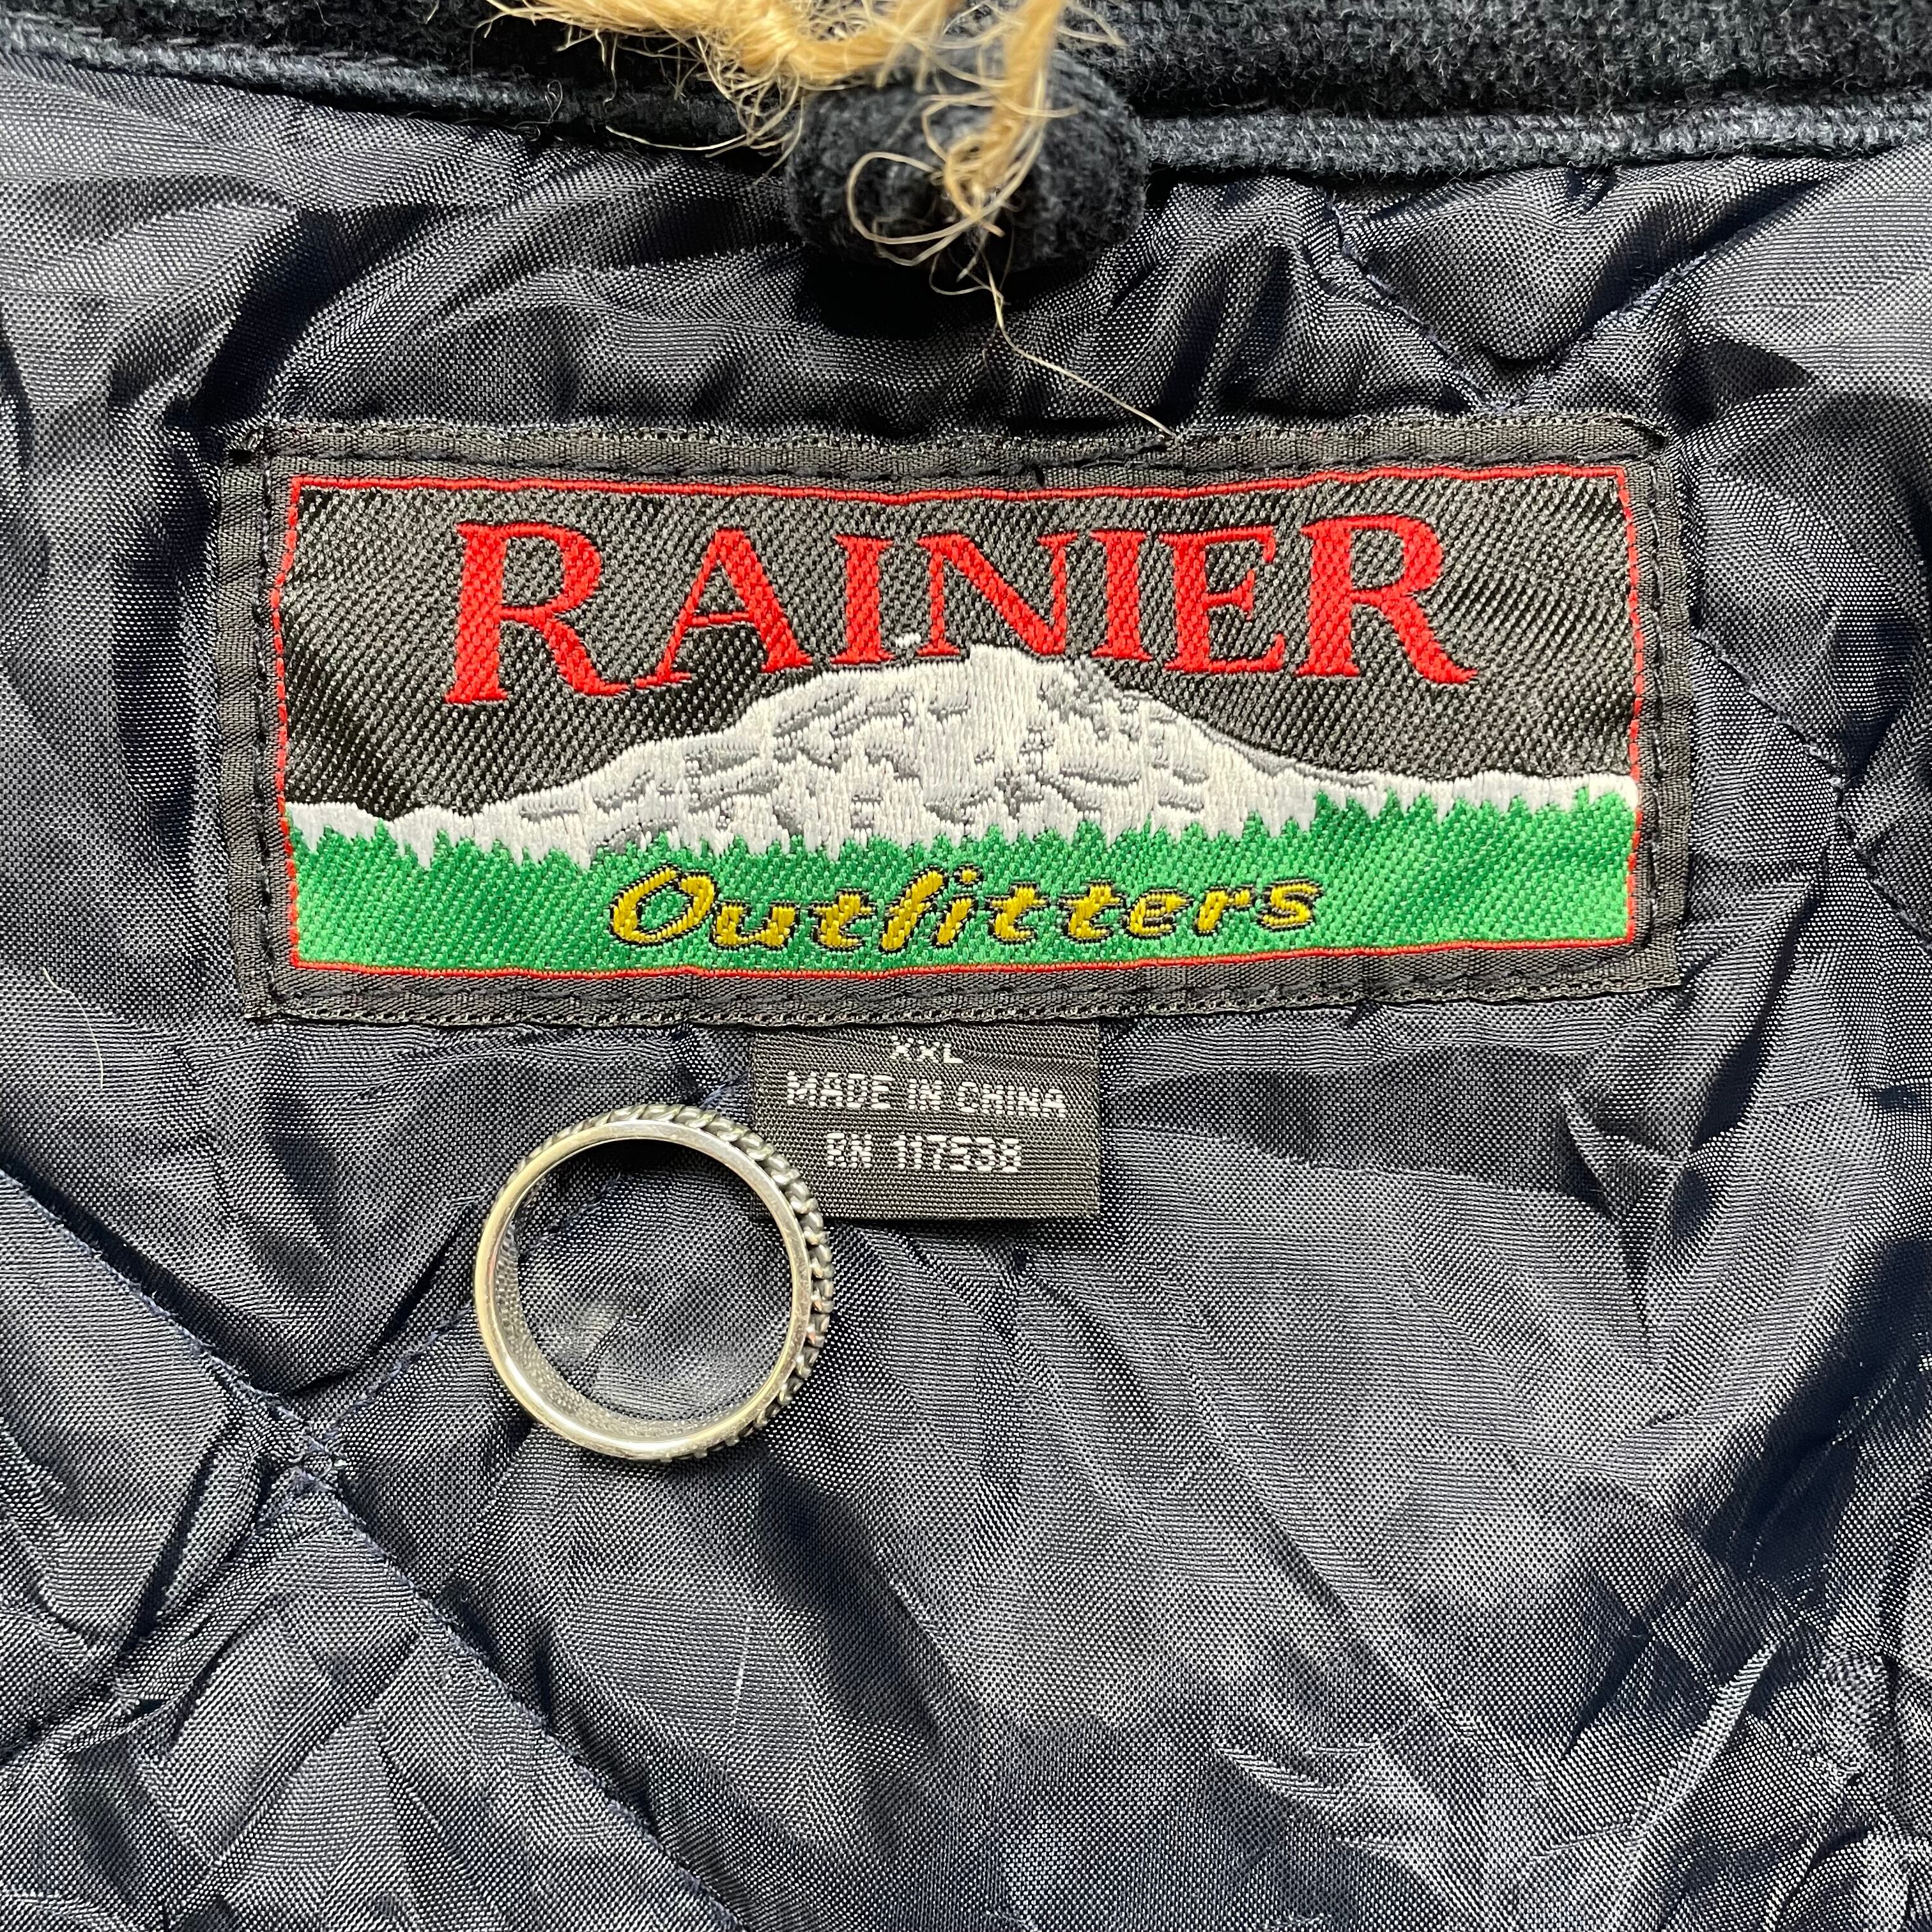 RAINIER
Outfitters
XXL
MADE IN CHINA
RN 117538